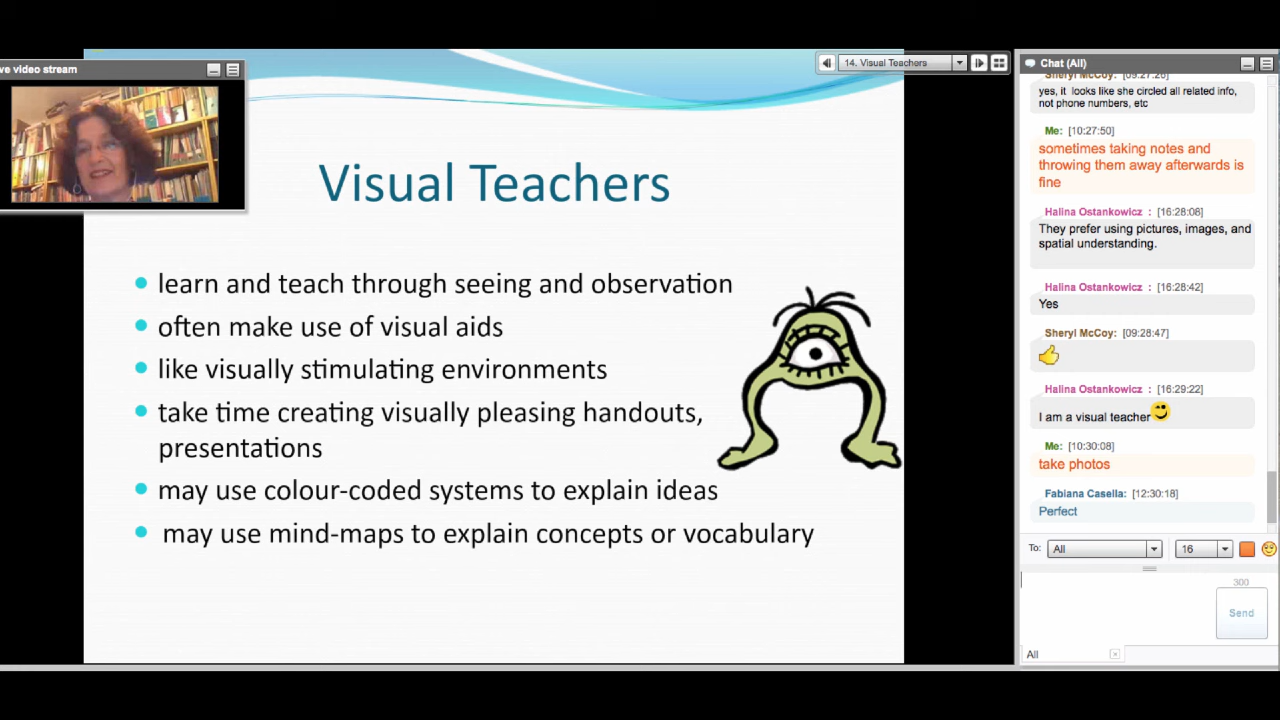 ve video stream
14. Visual Teachers
Visual Teachers
learn and teach through seeing and observation
often make use of visual aids
like visually stimulating environments
take time creating visually pleasing handouts,
presentations
may use colour-coded systems to explain ideas
may use mind-maps to explain concepts or vocabulary
Chat (All)
Sheryl McCoy: [09:27:26]
yes, it looks like she circled all related info,
not phone numbers, etc
Me: [10:27:50]
sometimes taking notes and
throwing them away afterwards is
fine
Halina Ostankowicz : [16:28:08]
They prefer using pictures, images, and
spatial understanding.
Halina Ostankowicz : [16:28:42]
Yes
Sheryl McCoy: [09:28:47]
Halina Ostankowicz : [16:29:22]
I am a visual teacher
Me: [10:30:08]
take photos
Fabiana Casella: [12:30:18]
Perfect
To: All 16
300
Send
All